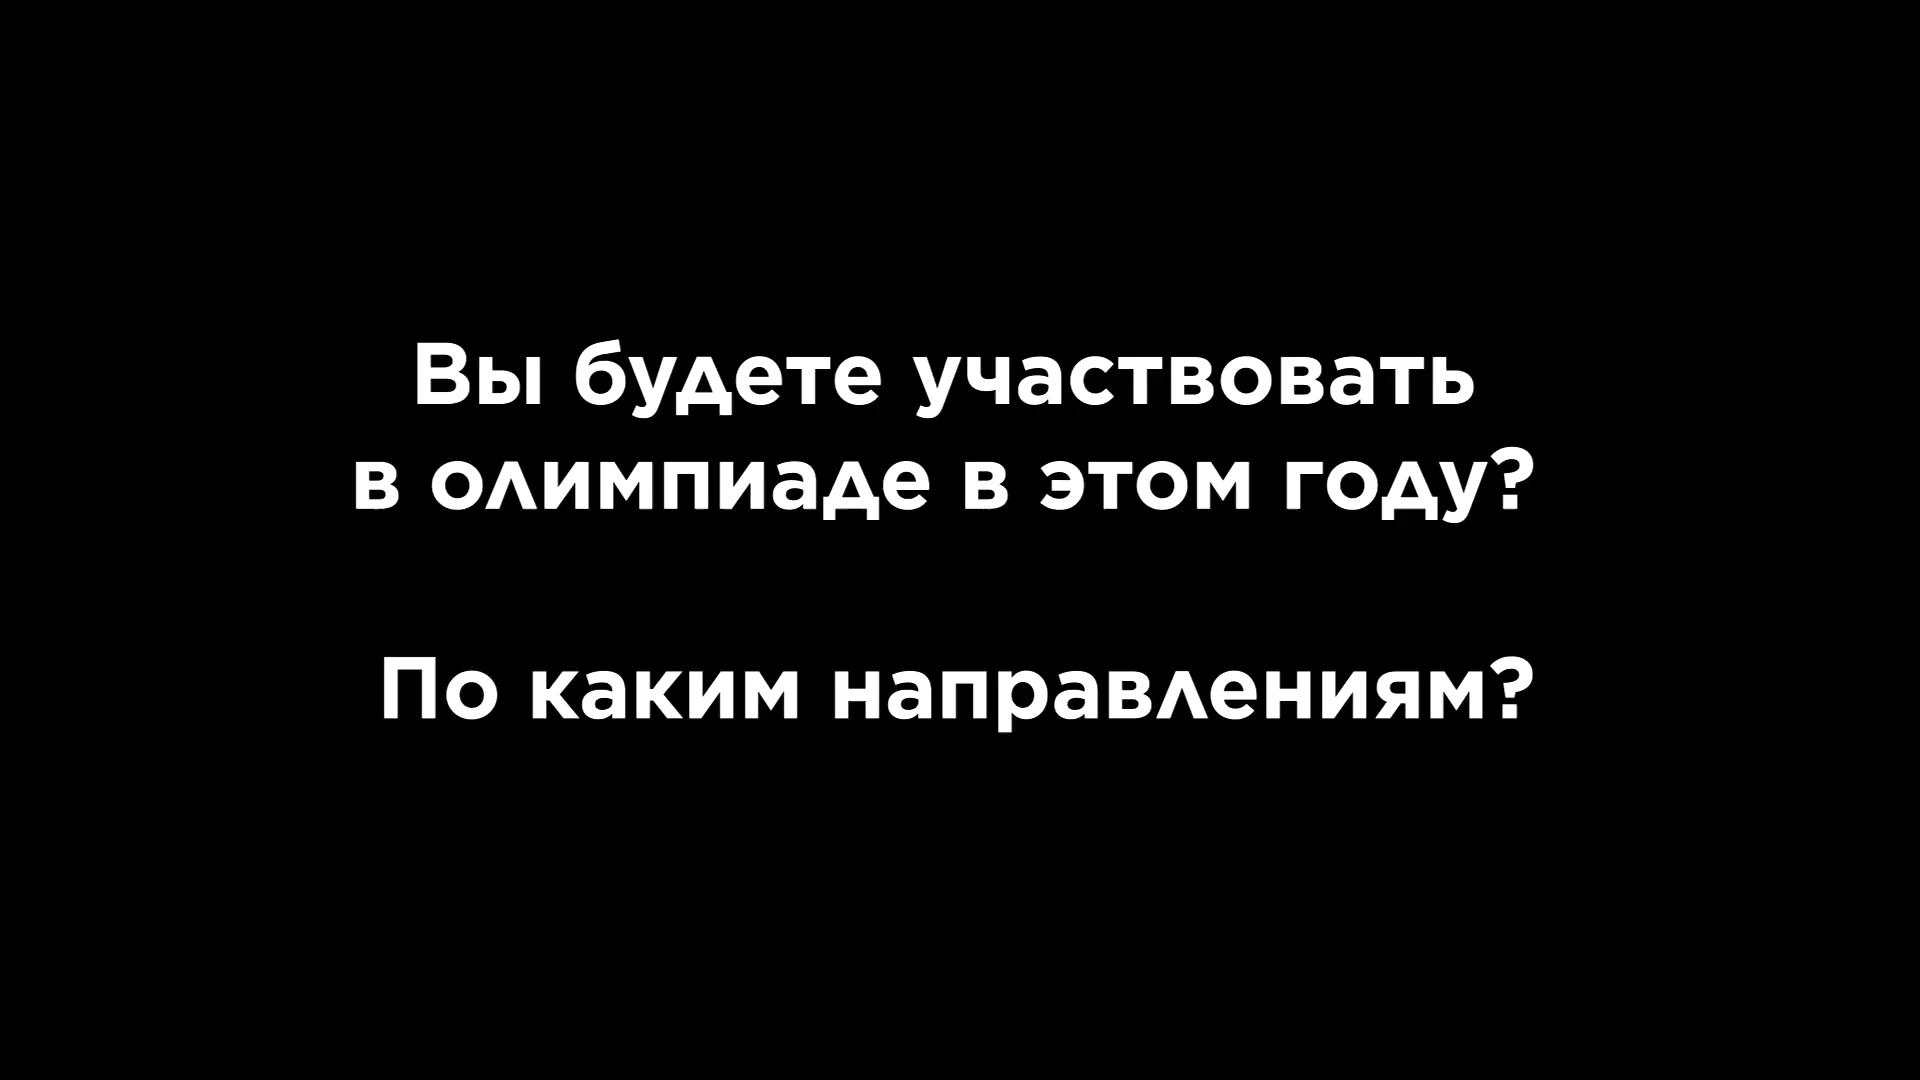 Вы будете участвовать
в олимпиаде в этом году?
По каким направлениям?